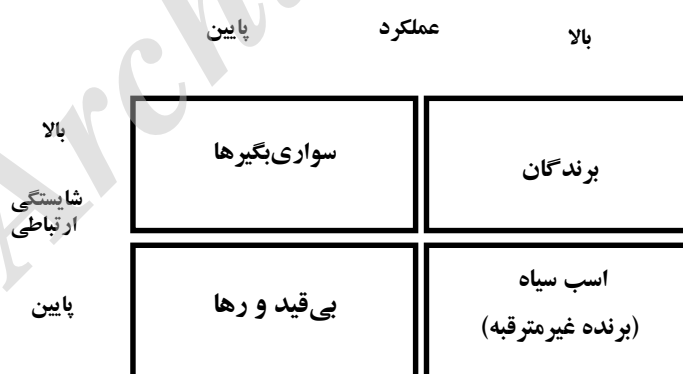 بالا عملکرد پایین
بالا
شایستگی
ارتباطی
پایین
برندگان
سواری‌بگیرها
اسب سیاه
(برنده غیرمترقبه)
بی‌قید و رها